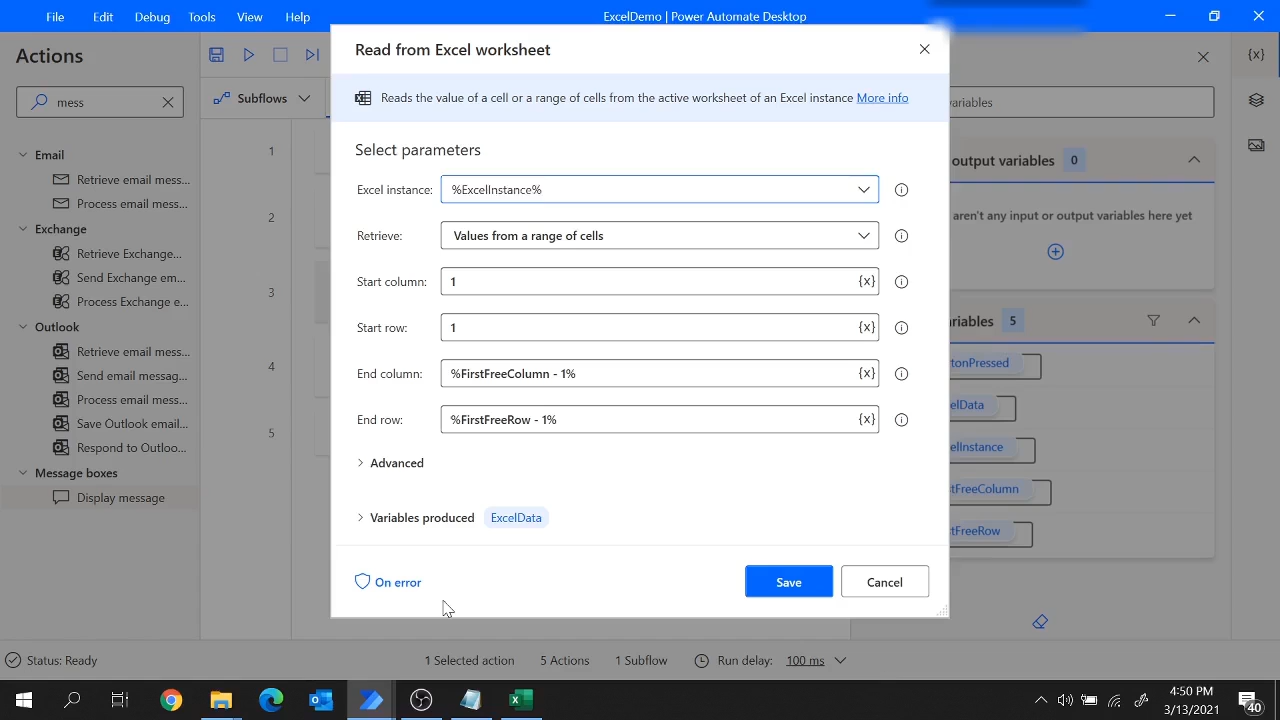 File Edit Debug Tools View Help
ExcelDemo | Power Automate Desktop
Actions
mess
Subflows
Email
Retrieve email mess...
Process email mess...
Exchange
Retrieve Exchange...
Send Exchange em...
Process Exchange e...
Outlook
Retrieve email mess...
Send email messag...
Process email mess...
Save Outlook email...
Respond to Outloo...
Message boxes
Display message
1
2
3
4
5
Read from Excel worksheet
Reads the value of a cell or a range of cells from the active worksheet of an Excel instance More info
Select parameters
Excel instance: %ExcelInstance%
Retrieve: Values from a range of cells
Start column: 1 {x}
Start row: 1 {x}
End column: %FirstFreeColumn - 1% {x}
End row: %FirstFreeRow - 1% {x}
Advanced
Variables produced ExcelData
On error
Save
Cancel
{x}
variables
output variables 0
aren't any input or output variables here yet
riables 5
tonPressed
elData
elInstance
tFreeColumn
tFreeRow
Status: Ready
1 Selected action 5 Actions 1 Subflow Run delay: 100 ms
4:50 PM
3/13/2021
40